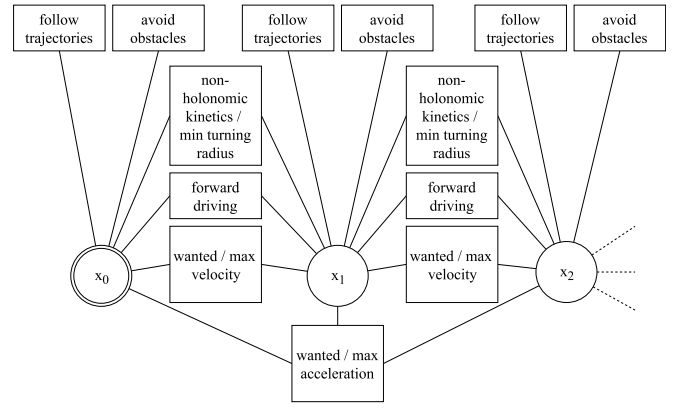 follow
trajectories
avoid
obstacles
follow
trajectories
avoid
obstacles
follow
trajectories
avoid
obstacles
non-
holonomic
kinetics /
min turning
radius
non-
holonomic
kinetics /
min turning
radius
forward
driving
forward
driving
wanted / max
velocity
wanted / max
velocity
x0
x1
x2
wanted / max
acceleration